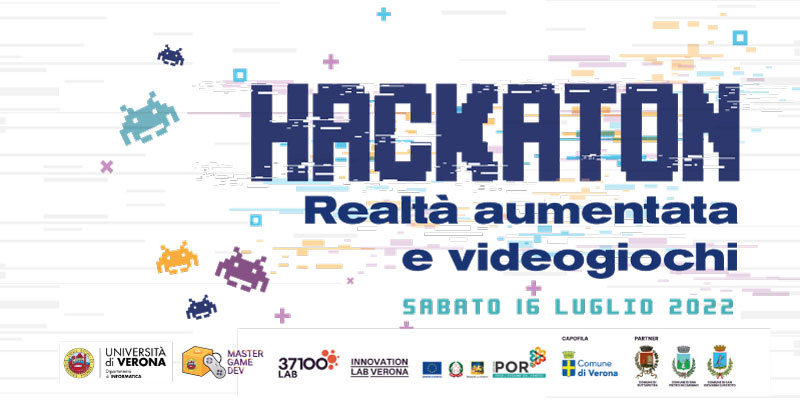 HACKATON
Realtà aumentata
e videogiochi
SABATO 16 LUGLIO 2022
UNIVERSITÀ
di VERONA
Dipartimento
di INFORMATICA
MASTER
GAME
DEV
37100
LAB
INNOVATION
LAB VERONA
POR
CAPOFILA
Comune
di Verona
PARTNER